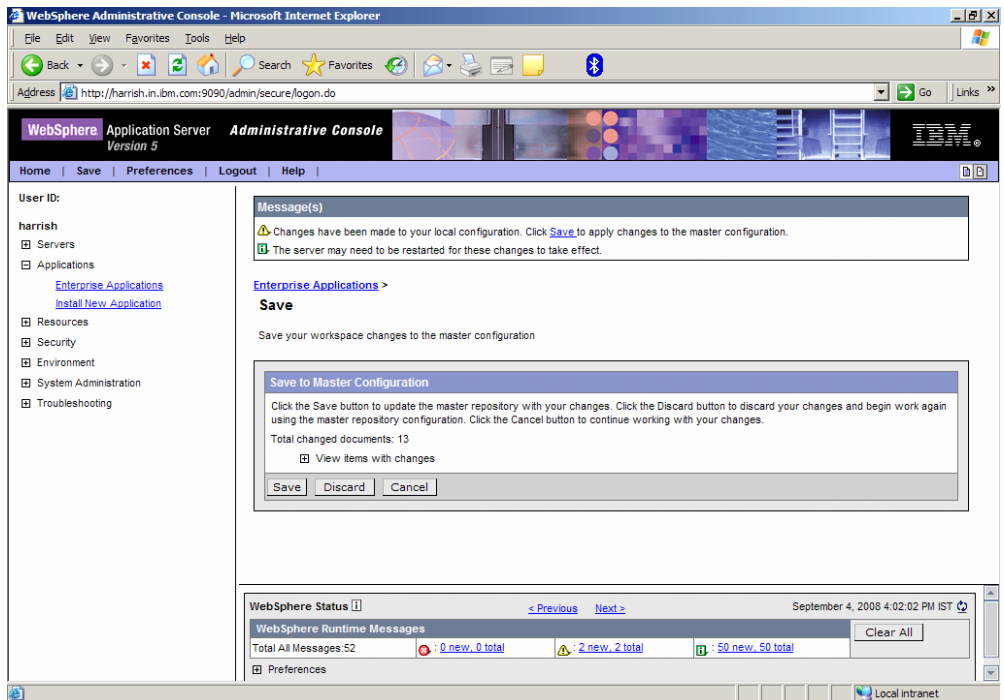 WebSphere Administrative Console - Microsoft Internet Explorer
File Edit View Favorites Tools Help
Back Search Favorites
Address http://harrish.in.ibm.com:9090/admin/secure/logon.do Go Links »
WebSphere Application Server Administrative Console
Version 5
IBM
Home | Save | Preferences | Logout | Help |
User ID:
harrish
Servers
Applications
Enterprise Applications
Install New Application
Resources
Security
Environment
System Administration
Troubleshooting
Message(s)
Changes have been made to your local configuration. Click Save to apply changes to the master configuration.
The server may need to be restarted for these changes to take effect.
Enterprise Applications >
Save
Save your workspace changes to the master configuration
Save to Master Configuration
Click the Save button to update the master repository with your changes. Click the Discard button to discard your changes and begin work again
using the master repository configuration. Click the Cancel button to continue working with your changes.
Total changed documents: 13
View items with changes
Save Discard Cancel
WebSphere Status i < Previous Next > September 4, 2008 4:02:02 PM IST
WebSphere Runtime Messages Clear All
Total All Messages:52 : 0 new, 0 total : 2 new, 2 total : 50 new, 50 total
Preferences
Local intranet